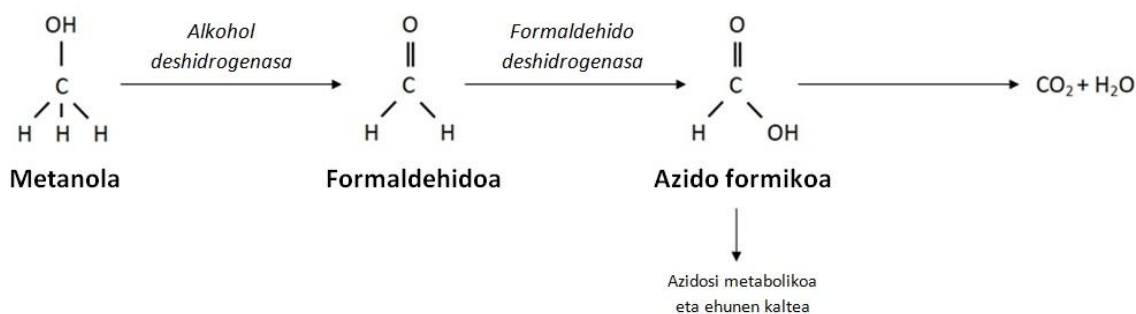 OH
C
H H H
Metanola
Alkohol
deshidrogenasa
O
C
H H
Formaldehidoa
Formaldehido
deshidrogenasa
O
C
H OH
Azido formikoa
CO₂ + H₂O
Azidosi metabolikoa
eta ehunen kaltea